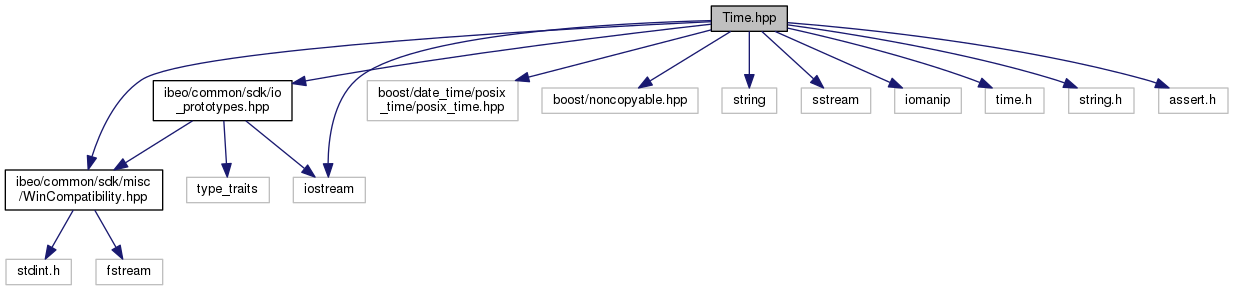 Time.hpp
ibeo/common/sdk/io
_prototypes.hpp
boost/date_time/posix
_time/posix_time.hpp
boost/noncopyable.hpp
string
sstream
iomanip
time.h
string.h
assert.h
ibeo/common/sdk/misc
/WinCompatibility.hpp
type_traits
iostream
stdint.h
fstream